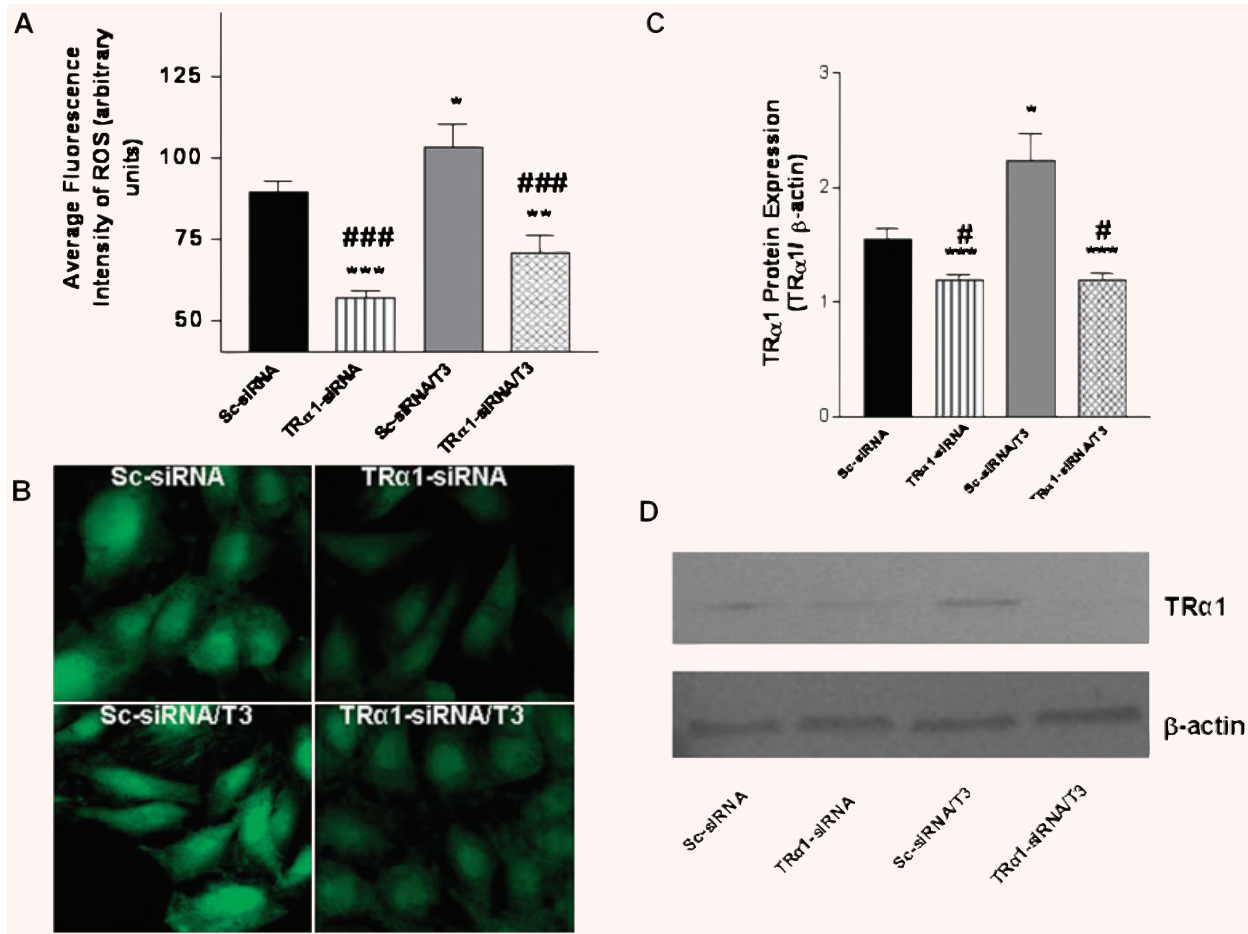 A
Average Fluorescence
Intensity of ROS (arbitrary
units)
125
100
75
50
*
###
***
###
**
Sc-siRNA
TRα1-siRNA
Sc-siRNA/T3
TRα1-siRNA/T3
B
Sc-siRNA
TRα1-siRNA
Sc-siRNA/T3
TRα1-siRNA/T3
C
TRα1 Protein Expression
(TRα1/ β-actin)
3
2
1
0
*
#
***
#
***
Sc-siRNA
TRα1-siRNA
Sc-siRNA/T3
TRα1-siRNA/T3
D
TRα1
β-actin
Sc-siRNA
TRα1-siRNA
Sc-siRNA/T3
TRα1-siRNA/T3